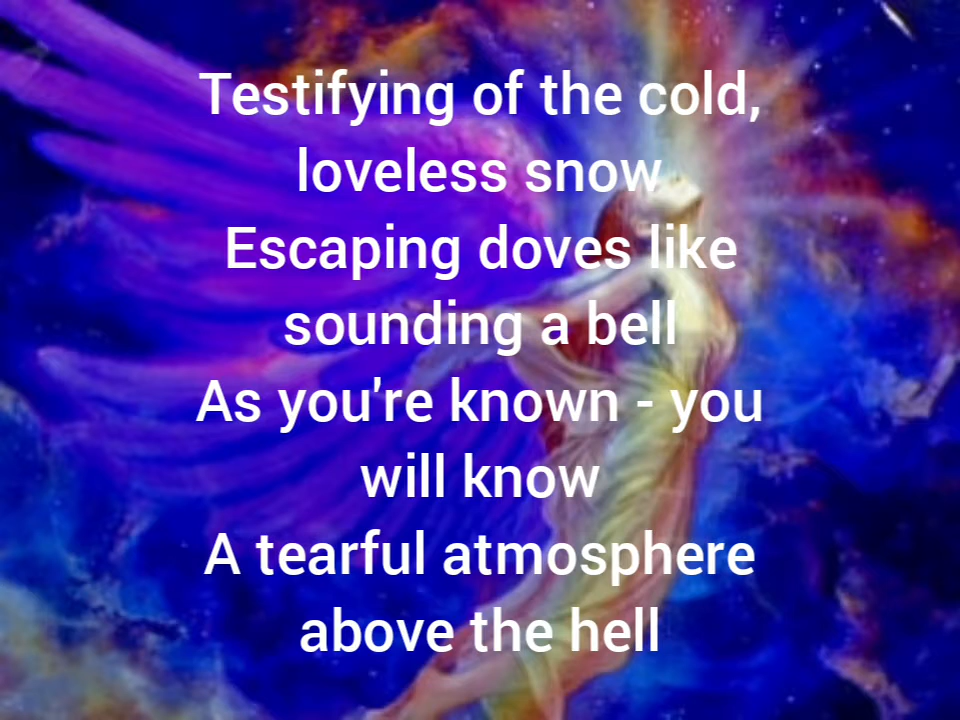 Testifying of the cold,
loveless snow
Escaping doves like
sounding a bell
As you're known - you
will know
A tearful atmosphere
above the hell